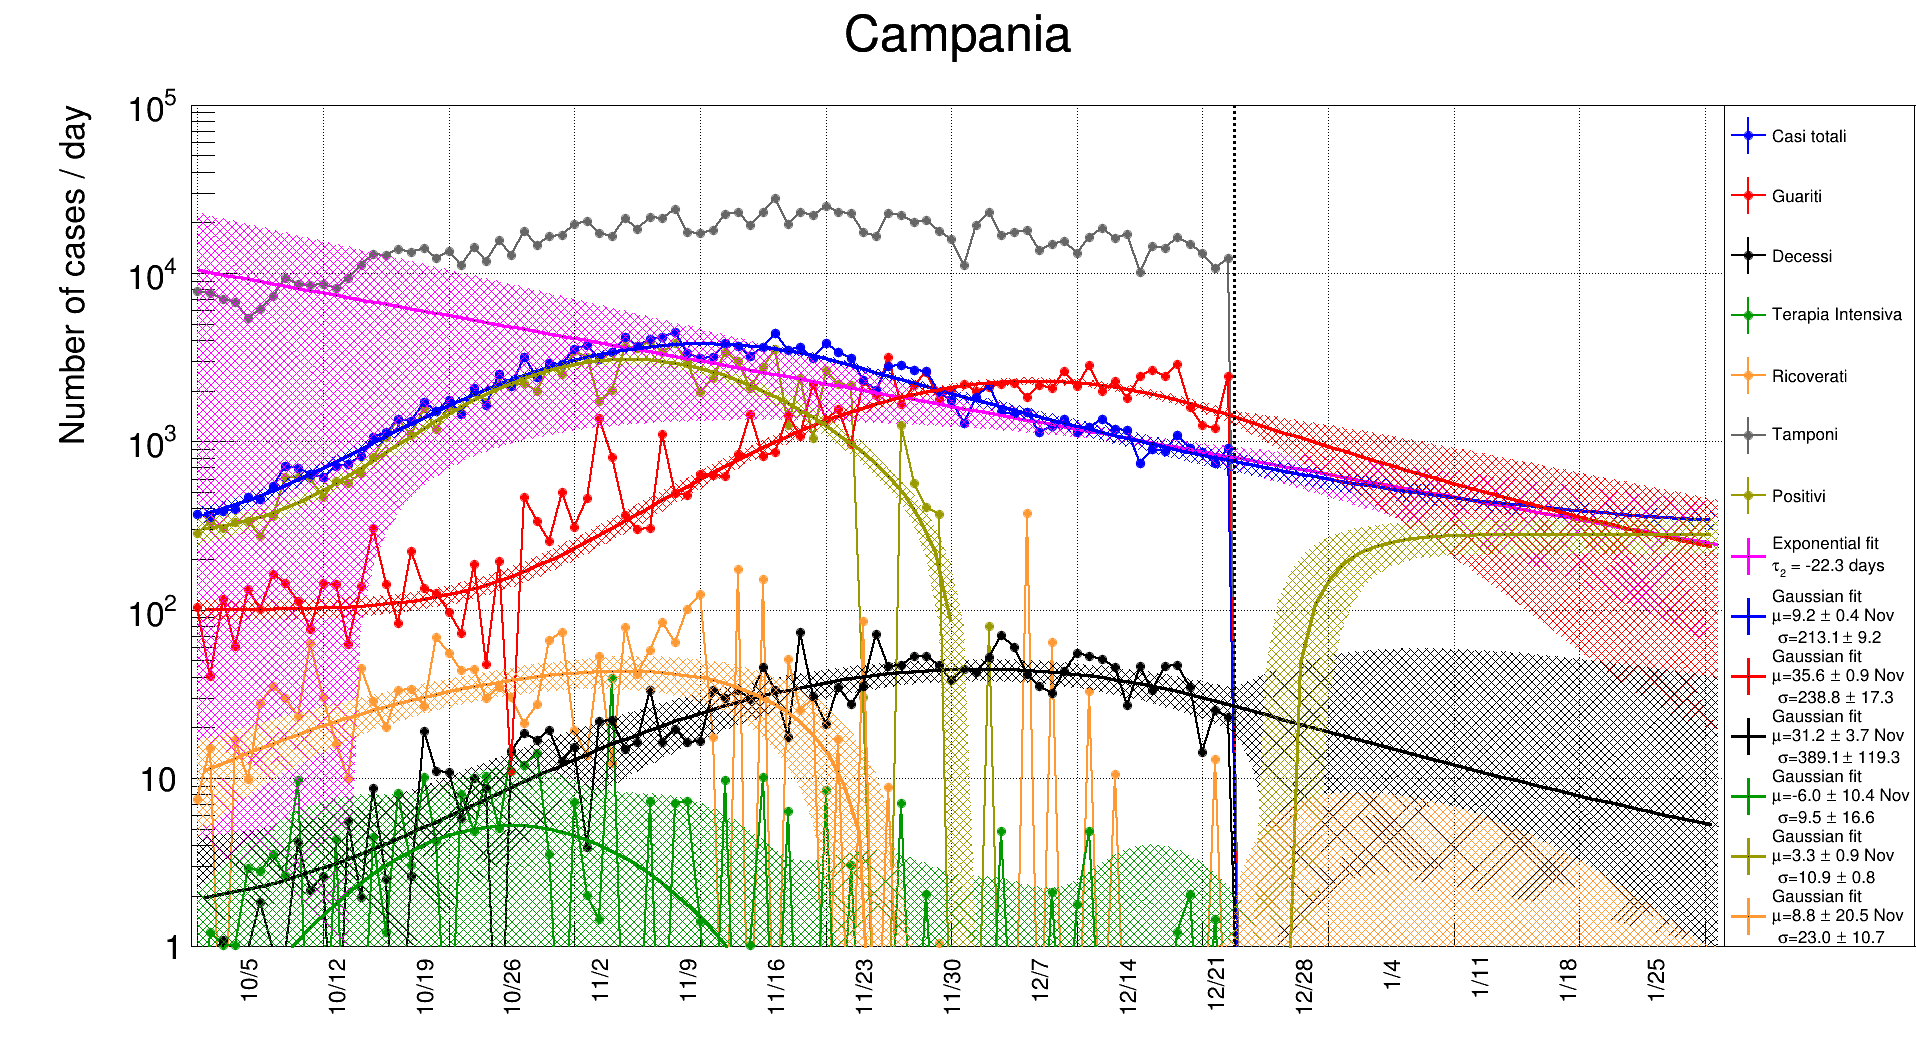 Campania
Number of cases / day
10^5
10^4
10^3
10^2
10
1
10/5
10/12
10/19
10/26
11/2
11/9
11/16
11/23
11/30
12/7
12/14
12/21
12/28
1/4
1/11
1/18
1/25
Casi totali
Guariti
Decessi
Terapia Intensiva
Ricoverati
Tamponi
Positivi
Exponential fit
τ_2 = -22.3 days
Gaussian fit
μ=9.2 ± 0.4 Nov
σ=213.1 ± 9.2
Gaussian fit
μ=35.6 ± 0.9 Nov
σ=238.8 ± 17.3
Gaussian fit
μ=31.2 ± 3.7 Nov
σ=389.1 ± 119.3
Gaussian fit
μ=-6.0 ± 10.4 Nov
σ=9.5 ± 16.6
Gaussian fit
μ=3.3 ± 0.9 Nov
σ=10.9 ± 0.8
Gaussian fit
μ=8.8 ± 20.5 Nov
σ=23.0 ± 10.7